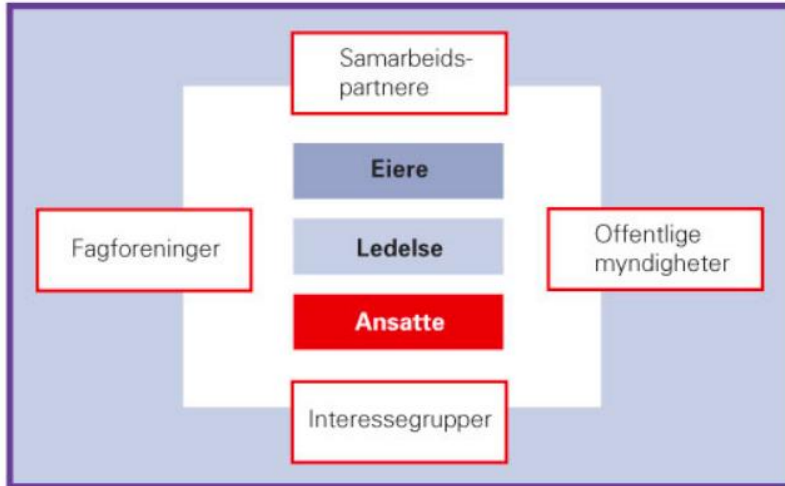 Samarbeids-
partnere
Eiere
Fagforeninger
Ledelse
Offentlige
myndigheter
Ansatte
Interessegrupper